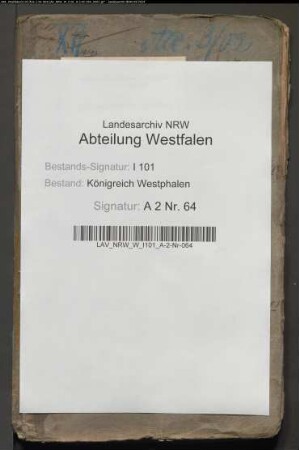 Landesarchiv NRW
Abteilung Westfalen
Bestands-Signatur: I 101
Bestand: Königreich Westphalen
Signatur: A 2 Nr. 64
LAV_NRW_W_I101_A-2-Nr-064